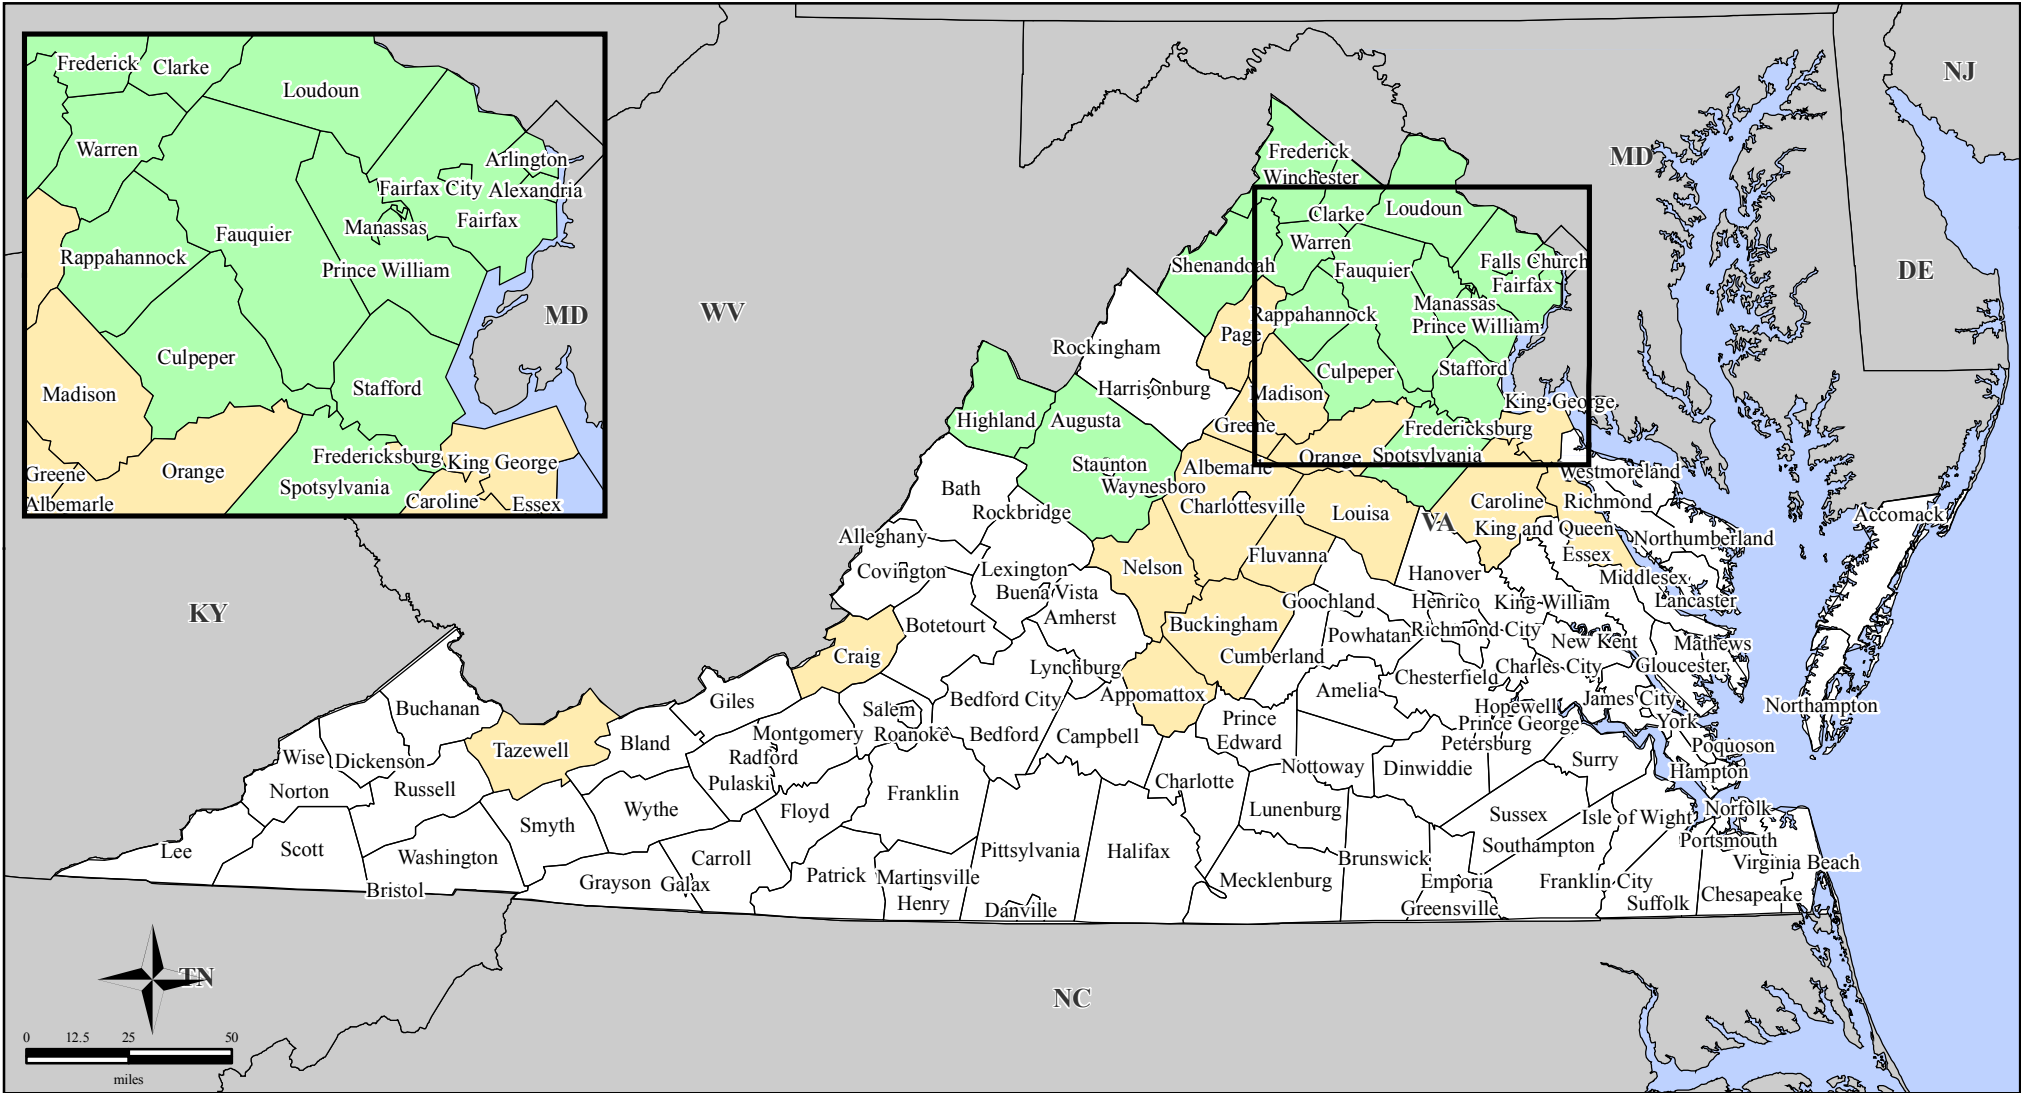 Frederick
Clarke
Loudoun
Warren
Arlington
Fairfax City
Alexandria
Fairfax
Manassas
Fauquier
Rappahannock
Prince William
MD
Culpeper
Stafford
Madison
Fredericksburg
King George
Greene
Orange
Spotsylvania
Albemarle
Caroline
Essex
NJ
MD
DE
WV
KY
VA
TN
NC
Frederick
Winchester
Clarke
Loudoun
Warren
Shenandoah
Fauquier
Falls Church
Fairfax
Manassas
Prince William
Rappahannock
Page
Rockingham
Harrisonburg
Culpeper
Stafford
Madison
King George
Highland
Augusta
Greene
Fredericksburg
Orange
Spotsylvania
Albemarle
Staunton
Waynesboro
Westmoreland
Bath
Rockbridge
Charlottesville
Louisa
Caroline
Richmond
Accomack
King and Queen
Northumberland
Alleghany
Essex
Nelson
Fluvanna
Covington
Lexington
Hanover
Middlesex
Buena Vista
Goochland
Henrico
King William
Lancaster
Amherst
Botetourt
Buckingham
Powhatan
Richmond City
New Kent
Mathews
Craig
Cumberland
Lynchburg
Charles City
Gloucester
Chesterfield
Appomattox
Amelia
Bedford City
James City
Giles
Hopewell
Northampton
Buchanan
Salem
Prince
Edward
Prince George
York
Montgomery
Roanoke
Bedford
Campbell
Petersburg
Poquoson
Tazewell
Bland
Radford
Surry
Wise
Dickenson
Nottoway
Dinwiddie
Hampton
Pulaski
Charlotte
Norton
Russell
Franklin
Wythe
Floyd
Lunenburg
Sussex
Isle of Wight
Norfolk
Smyth
Portsmouth
Southampton
Lee
Scott
Washington
Carroll
Pittsylvania
Halifax
Brunswick
Virginia Beach
Patrick
Martinsville
Grayson
Galax
Mecklenburg
Emporia
Franklin City
Bristol
Chesapeake
Henry
Danville
Greensville
Suffolk
0 12.5 25 50
miles